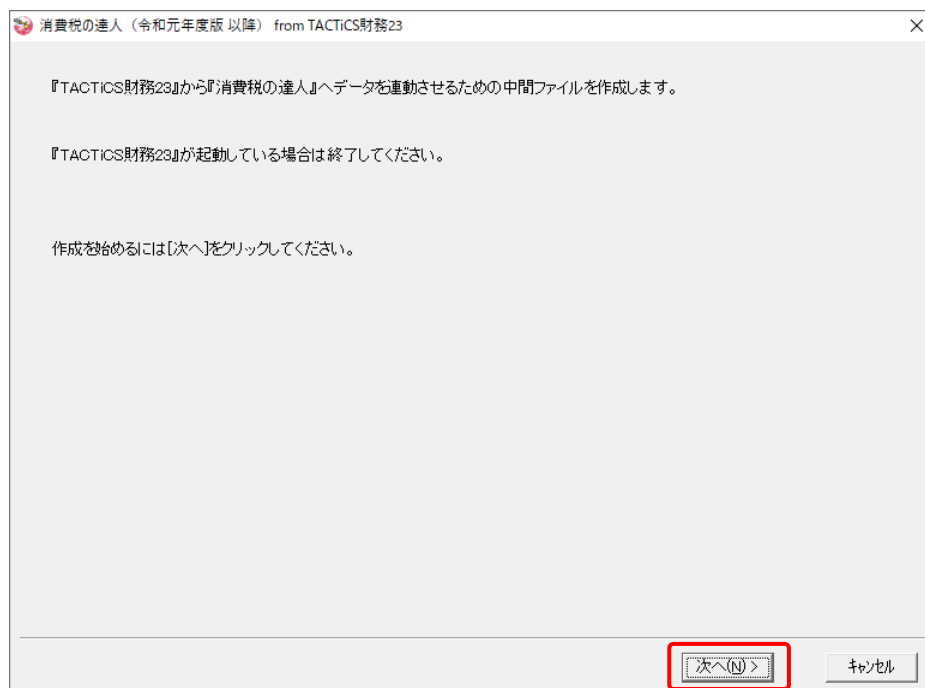 消費税の達人（令和元年度版 以降） from TACTiCS財務23
『TACTiCS財務23』から『消費税の達人』へデータを連動させるための中間ファイルを作成します。
『TACTiCS財務23』が起動している場合は終了してください。
作成を始めるには[次へ]をクリックしてください。
次へ(N) >
キャンセル